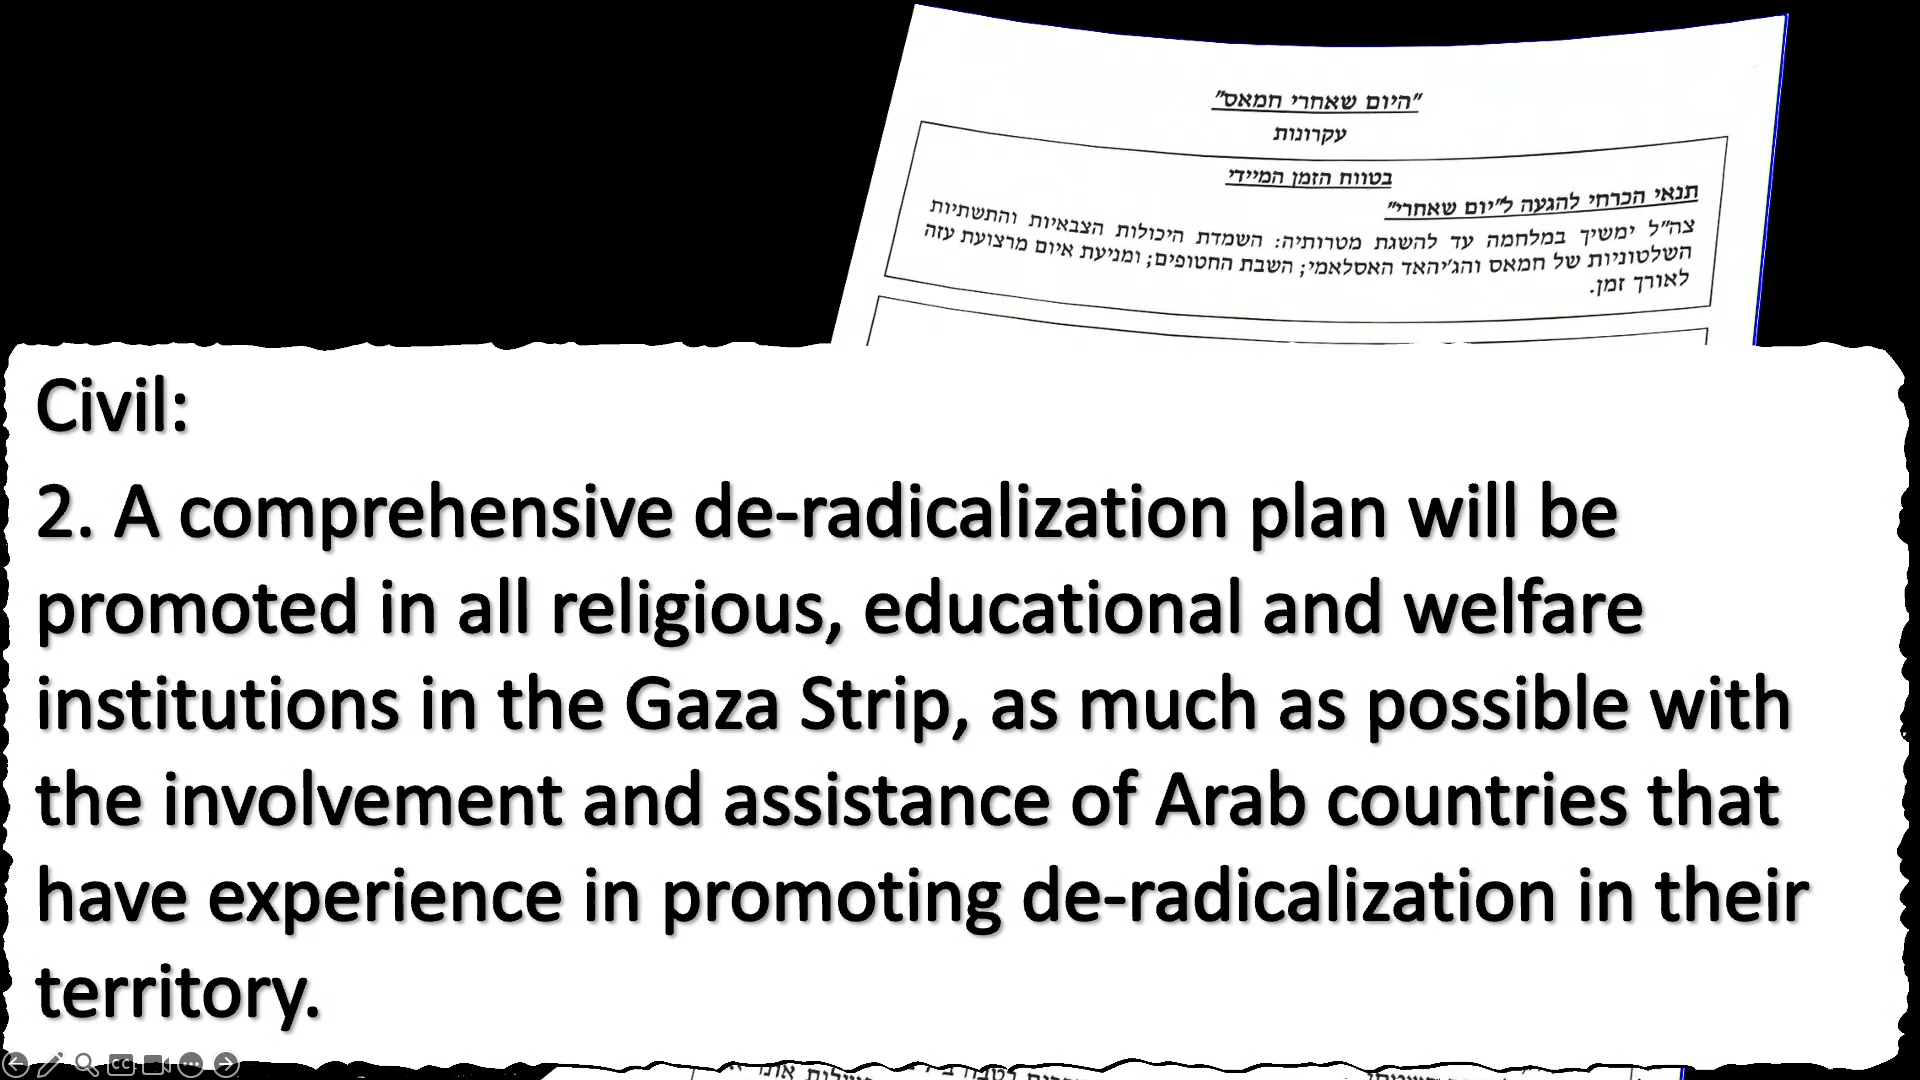 "היום שאחרי חמאס"
עקרונות
בטווח הזמן המיידי
תנאי הכרחי להגעה ל"יום שאחרי"
צה"ל ימשיך במלחמה עד להשגת מטרותיה: השמדת היכולות הצבאיות והתשתיות
השלטוניות של חמאס והג'יהאד האסלאמי; השבת החטופים; ומניעת איום מרצועת עזה
לאורך זמן.
Civil:
2. A comprehensive de-radicalization plan will be
promoted in all religious, educational and welfare
institutions in the Gaza Strip, as much as possible with
the involvement and assistance of Arab countries that
have experience in promoting de-radicalization in their
territory.
CC